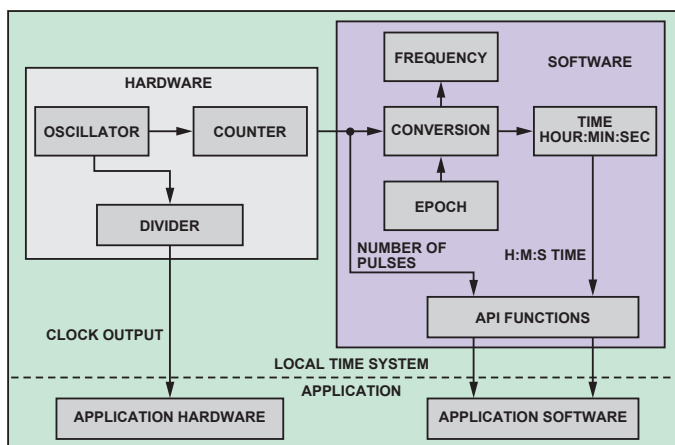 HARDWARE
OSCILLATOR
COUNTER
DIVIDER
SOFTWARE
FREQUENCY
CONVERSION
TIME
HOUR:MIN:SEC
EPOCH
NUMBER OF
PULSES
H:M:S TIME
API FUNCTIONS
CLOCK OUTPUT
LOCAL TIME SYSTEM
APPLICATION
APPLICATION HARDWARE
APPLICATION SOFTWARE